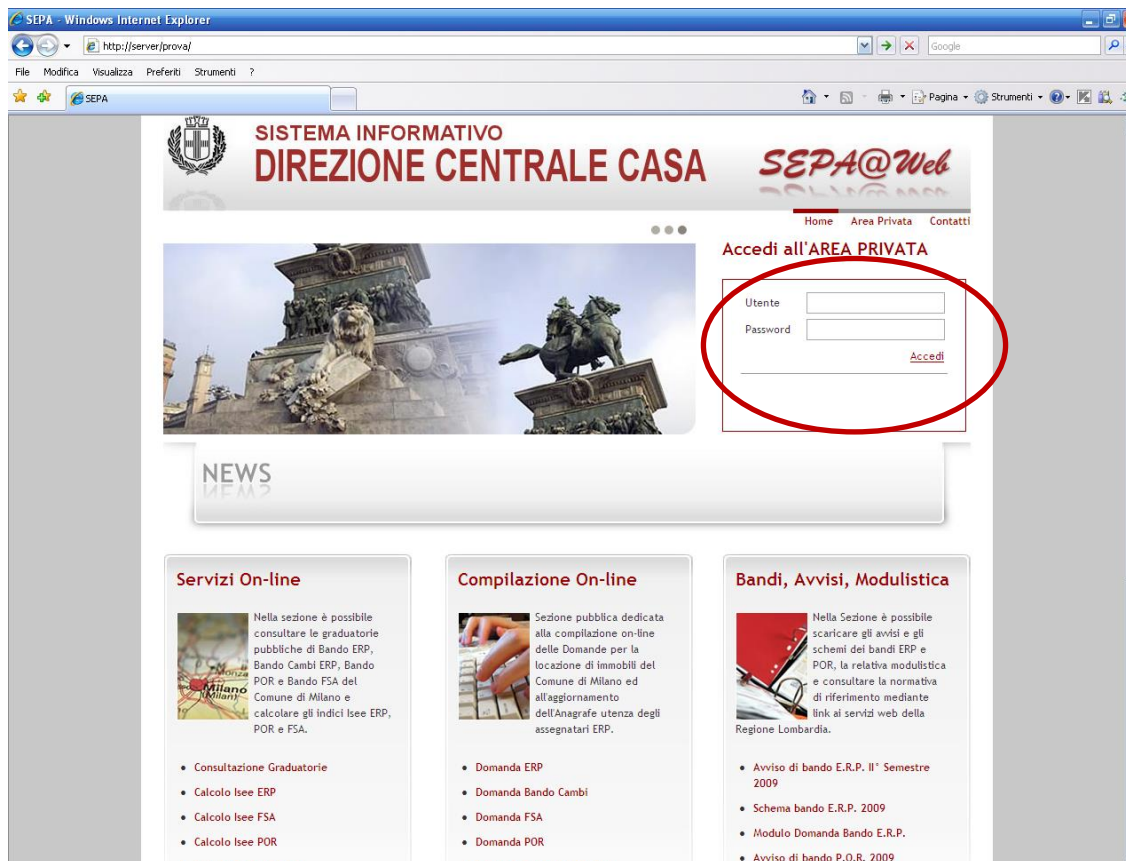 SEPA - Windows Internet Explorer
http://server/prova/
Google
File Modifica Visualizza Preferiti Strumenti ?
SEPA
Pagina Strumenti
SISTEMA INFORMATIVO
DIREZIONE CENTRALE CASA
SEPA@Web
Home Area Privata Contatti
Accedi all'AREA PRIVATA
Utente
Password
Accedi
NEWS
Servizi On-line
Nella sezione è possibile
consultare le graduatorie
pubbliche di Bando ERP,
Bando Cambi ERP, Bando
POR e Bando FSA del
Comune di Milano e
calcolare gli indici Isee ERP,
POR e FSA.
Monza
Milano
(Milan)
• Consultazione Graduatorie
• Calcolo Isee ERP
• Calcolo Isee FSA
• Calcolo Isee POR
Compilazione On-line
Sezione pubblica dedicata
alla compilazione on-line
delle Domande per la
locazione di immobili del
Comune di Milano ed
all'aggiornamento
dell'Anagrafe utenza degli
assegnatari ERP.
• Domanda ERP
• Domanda Bando Cambi
• Domanda FSA
• Domanda POR
Bandi, Avvisi, Modulistica
Nella Sezione è possibile
scaricare gli avvisi e gli
schemi dei bandi ERP e
POR, la relativa modulistica
e consultare la normativa
di riferimento mediante
link ai servizi web della
Regione Lombardia.
• Avviso di bando E.R.P. II° Semestre
2009
• Schema bando E.R.P. 2009
• Modulo Domanda Bando E.R.P.
• Avviso di bando P.O.R. 2009